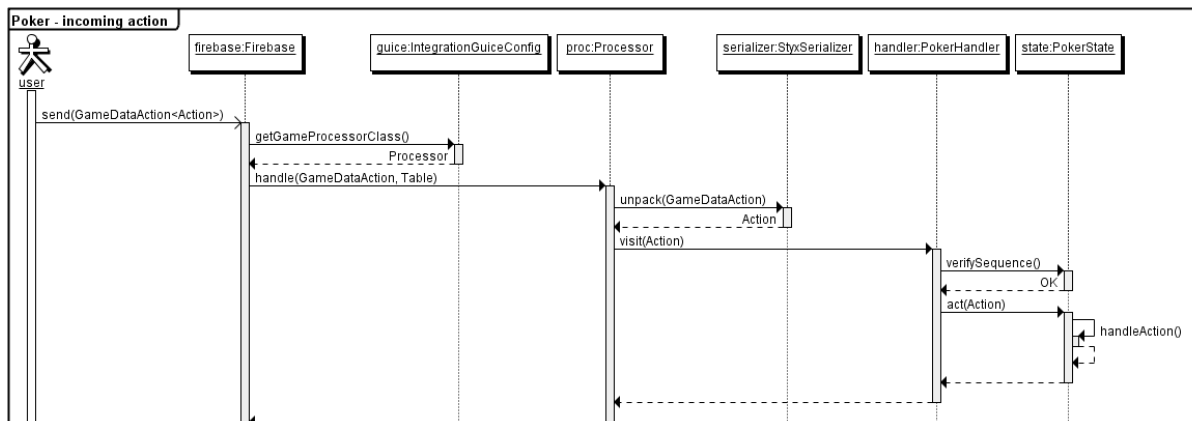 Poker - incoming action
user
firebase:Firebase
guice:IntegrationGuiceConfig
proc:Processor
serializer:StyxSerializer
handler:PokerHandler
state:PokerState
send(GameDataAction<Action>)
getGameProcessorClass()
Processor
handle(GameDataAction, Table)
unpack(GameDataAction)
Action
visit(Action)
verifySequence()
OK
act(Action)
handleAction()